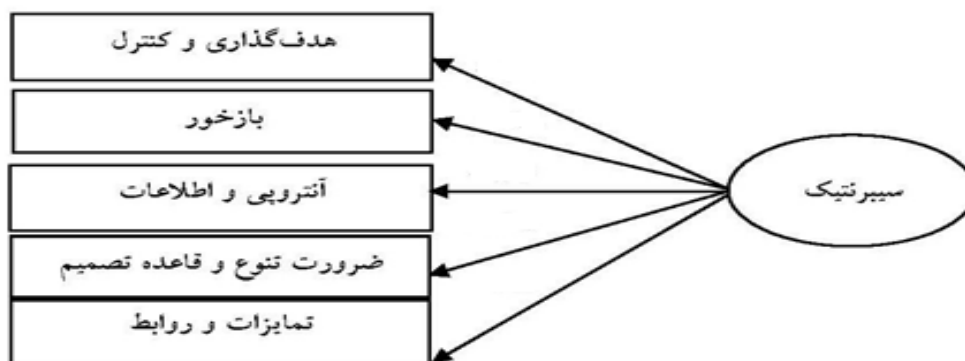 هدف‌گذاری و کنترل
بازخور
آنتروپی و اطلاعات
سیبرنتیک
ضرورت تنوع و قاعده تصمیم
تمایزات و روابط